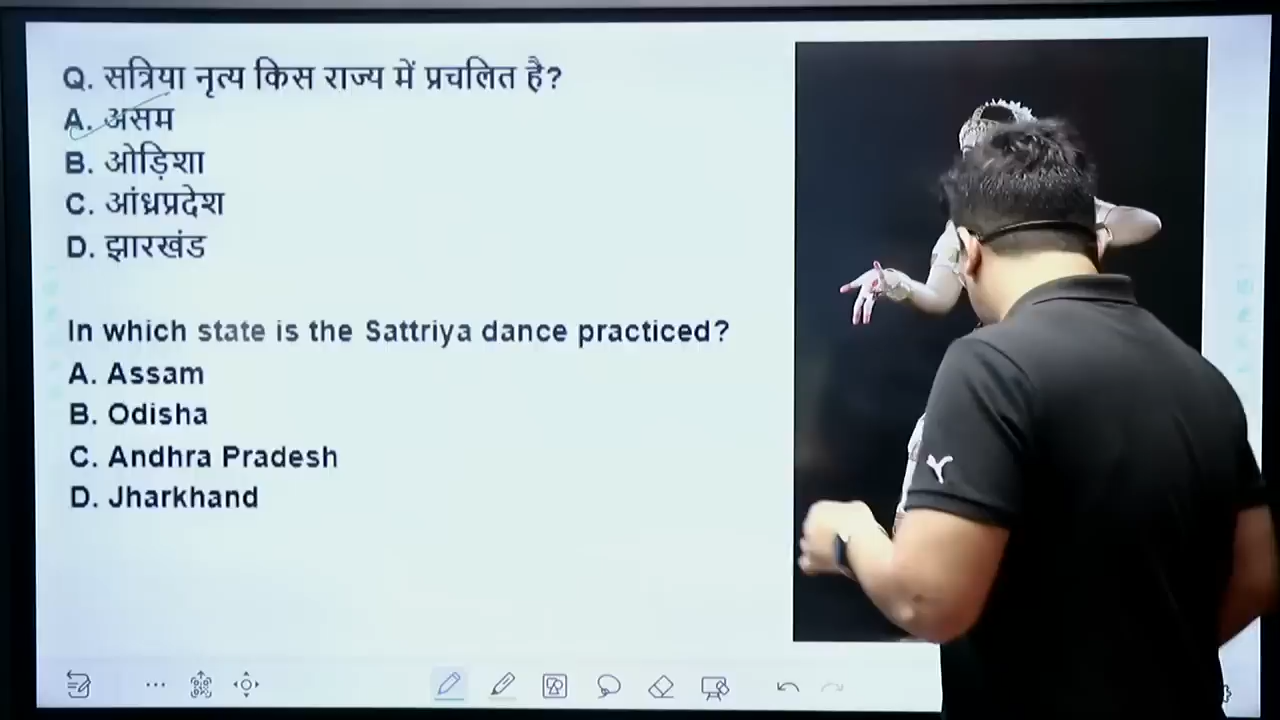 Q. सत्रिया नृत्य किस राज्य में प्रचलित है?
A. असम
B. ओड़िशा
C. आंध्रप्रदेश
D. झारखंड
In which state is the Sattriya dance practiced?
A. Assam
B. Odisha
C. Andhra Pradesh
D. Jharkhand